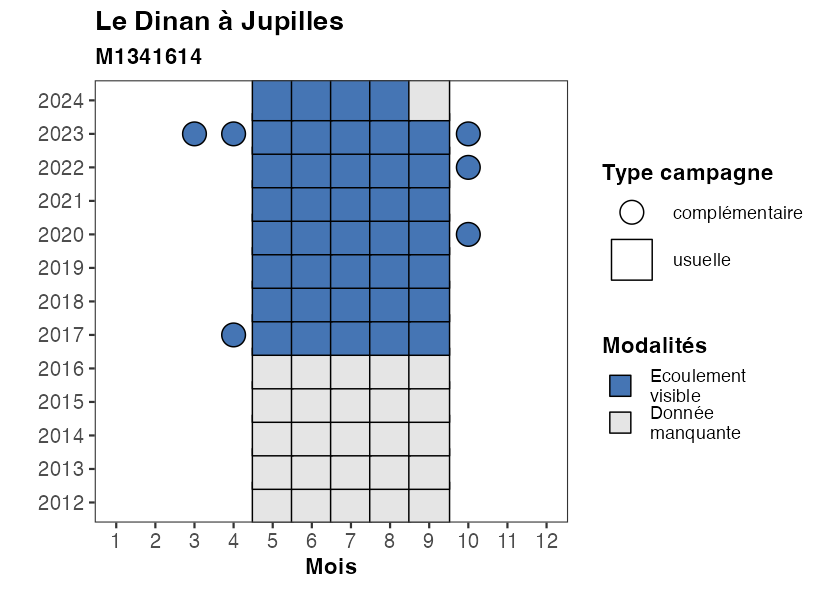 Le Dinan à Jupilles
M1341614
2024
2023
2022
2021
2020
2019
2018
2017
2016
2015
2014
2013
2012
1 2 3 4 5 6 7 8 9 10 11 12
Mois
Type campagne
complémentaire
usuelle
Modalités
Ecoulement
visible
Donnée
manquante